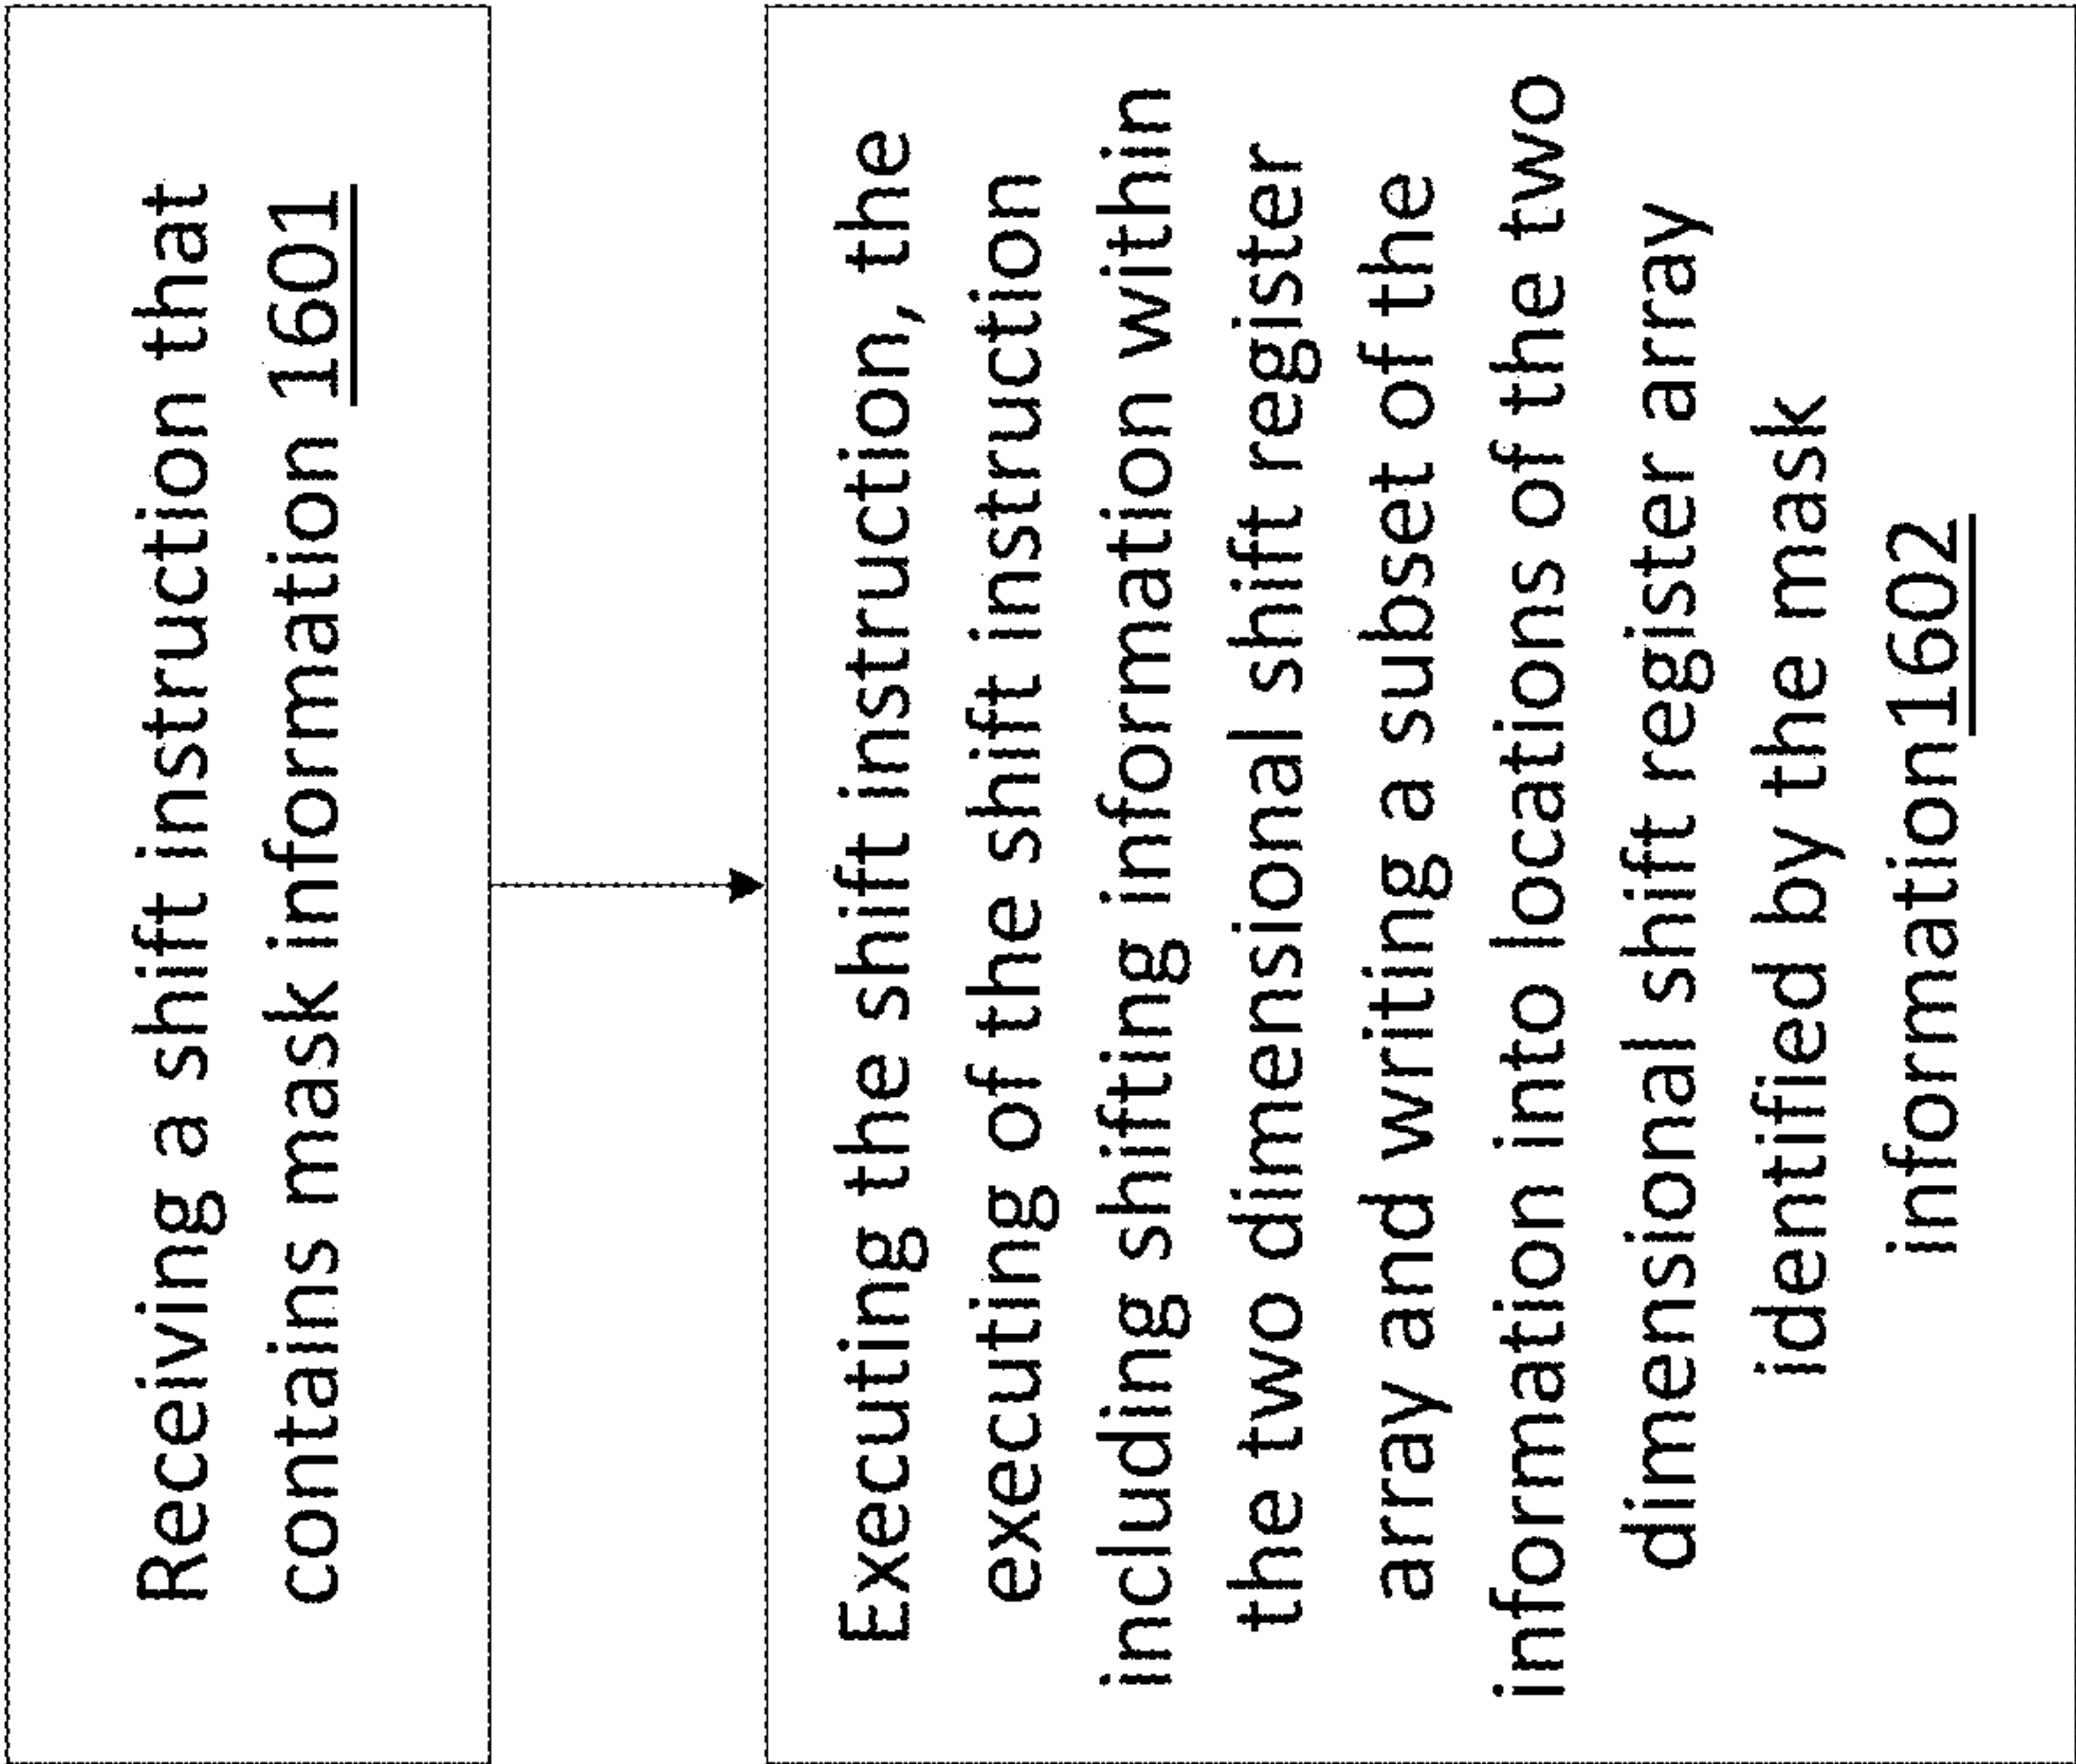 Receiving a shift instruction that
contains mask information 1601
Executing the shift instruction, the
executing of the shift instruction
including shifting information within
the two dimensional shift register
array and writing a subset of the
information into locations of the two
dimensional shift register array
identified by the mask
information1602